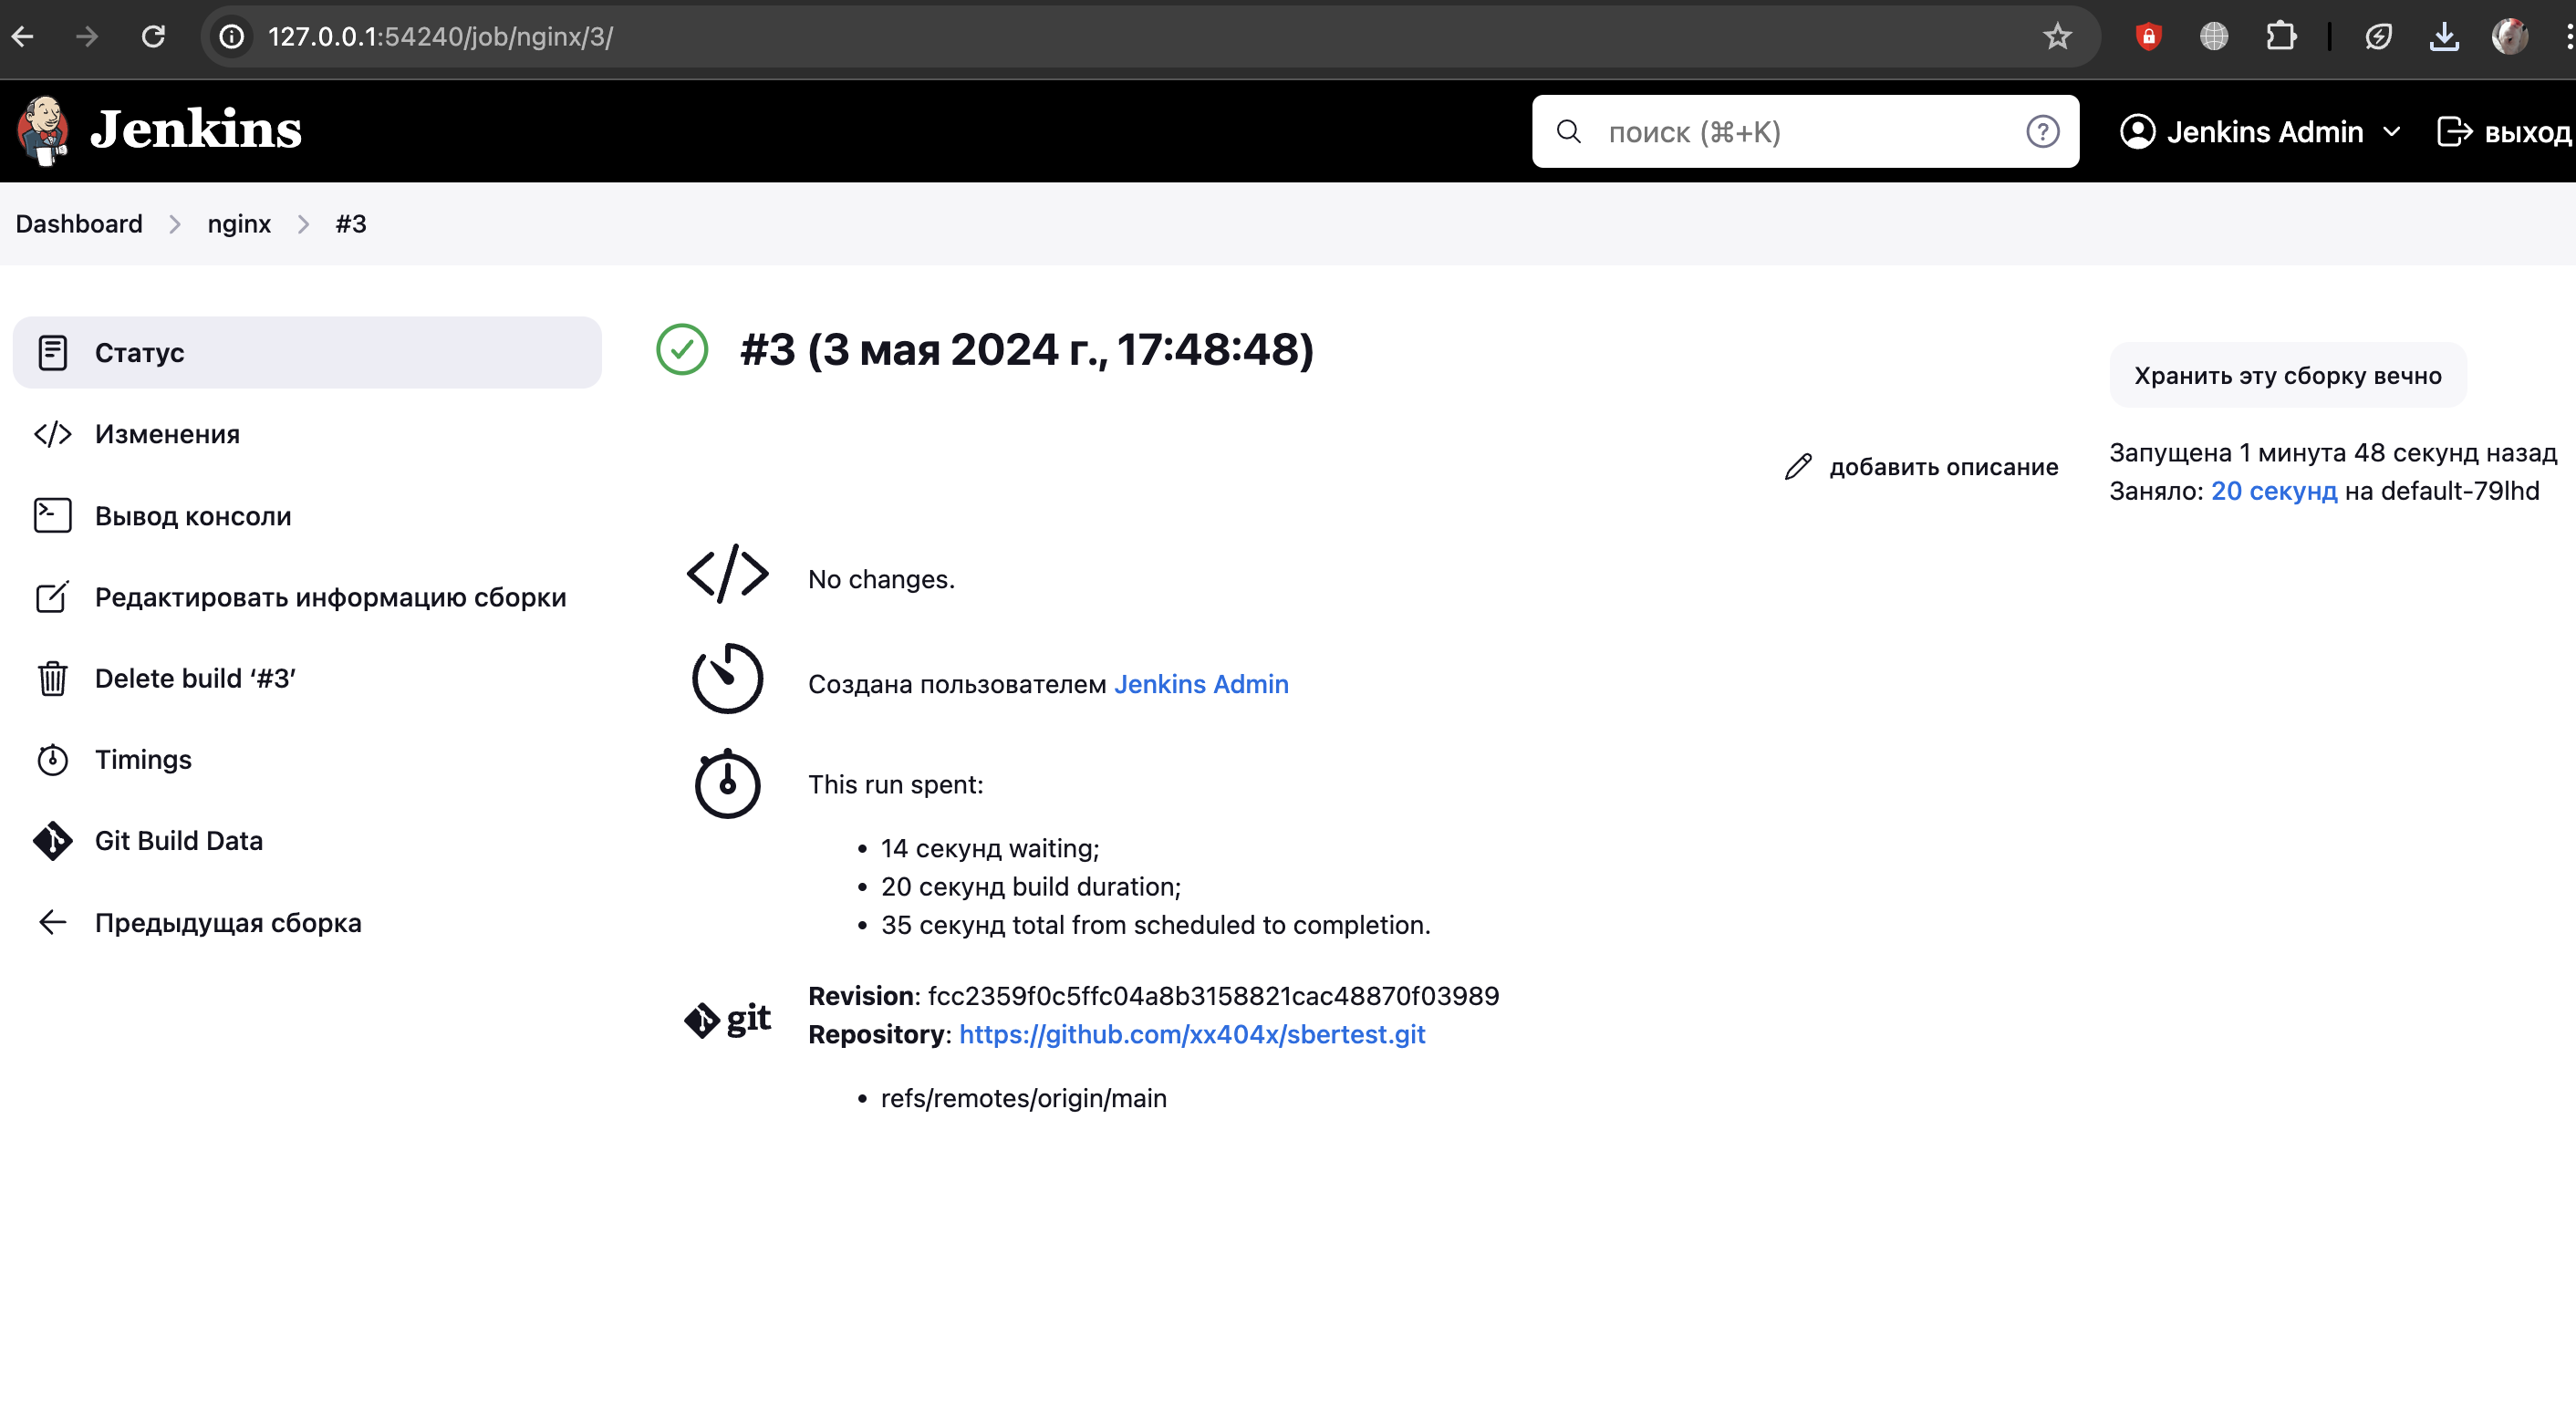 127.0.0.1:54240/job/nginx/3/
Jenkins
поиск (⌘+K)
Jenkins Admin
выход
Dashboard
nginx
#3
Статус
Изменения
Вывод консоли
Редактировать информацию сборки
Delete build ‘#3’
Timings
Git Build Data
Предыдущая сборка
#3 (3 мая 2024 г., 17:48:48)
Хранить эту сборку вечно
добавить описание
Запущена 1 минута 48 секунд назад
Заняло: 20 секунд на default-79lhd
No changes.
Создана пользователем Jenkins Admin
This run spent:
• 14 секунд waiting;
• 20 секунд build duration;
• 35 секунд total from scheduled to completion.
git
Revision: fcc2359f0c5ffc04a8b3158821cac48870f03989
Repository: https://github.com/xx404x/sbertest.git
• refs/remotes/origin/main